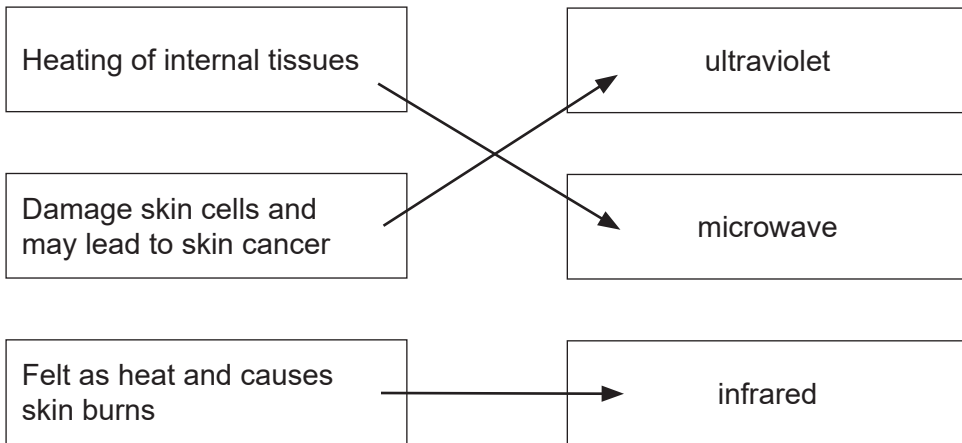 Heating of internal tissues
ultraviolet
Damage skin cells and
may lead to skin cancer
microwave
Felt as heat and causes
skin burns
infrared